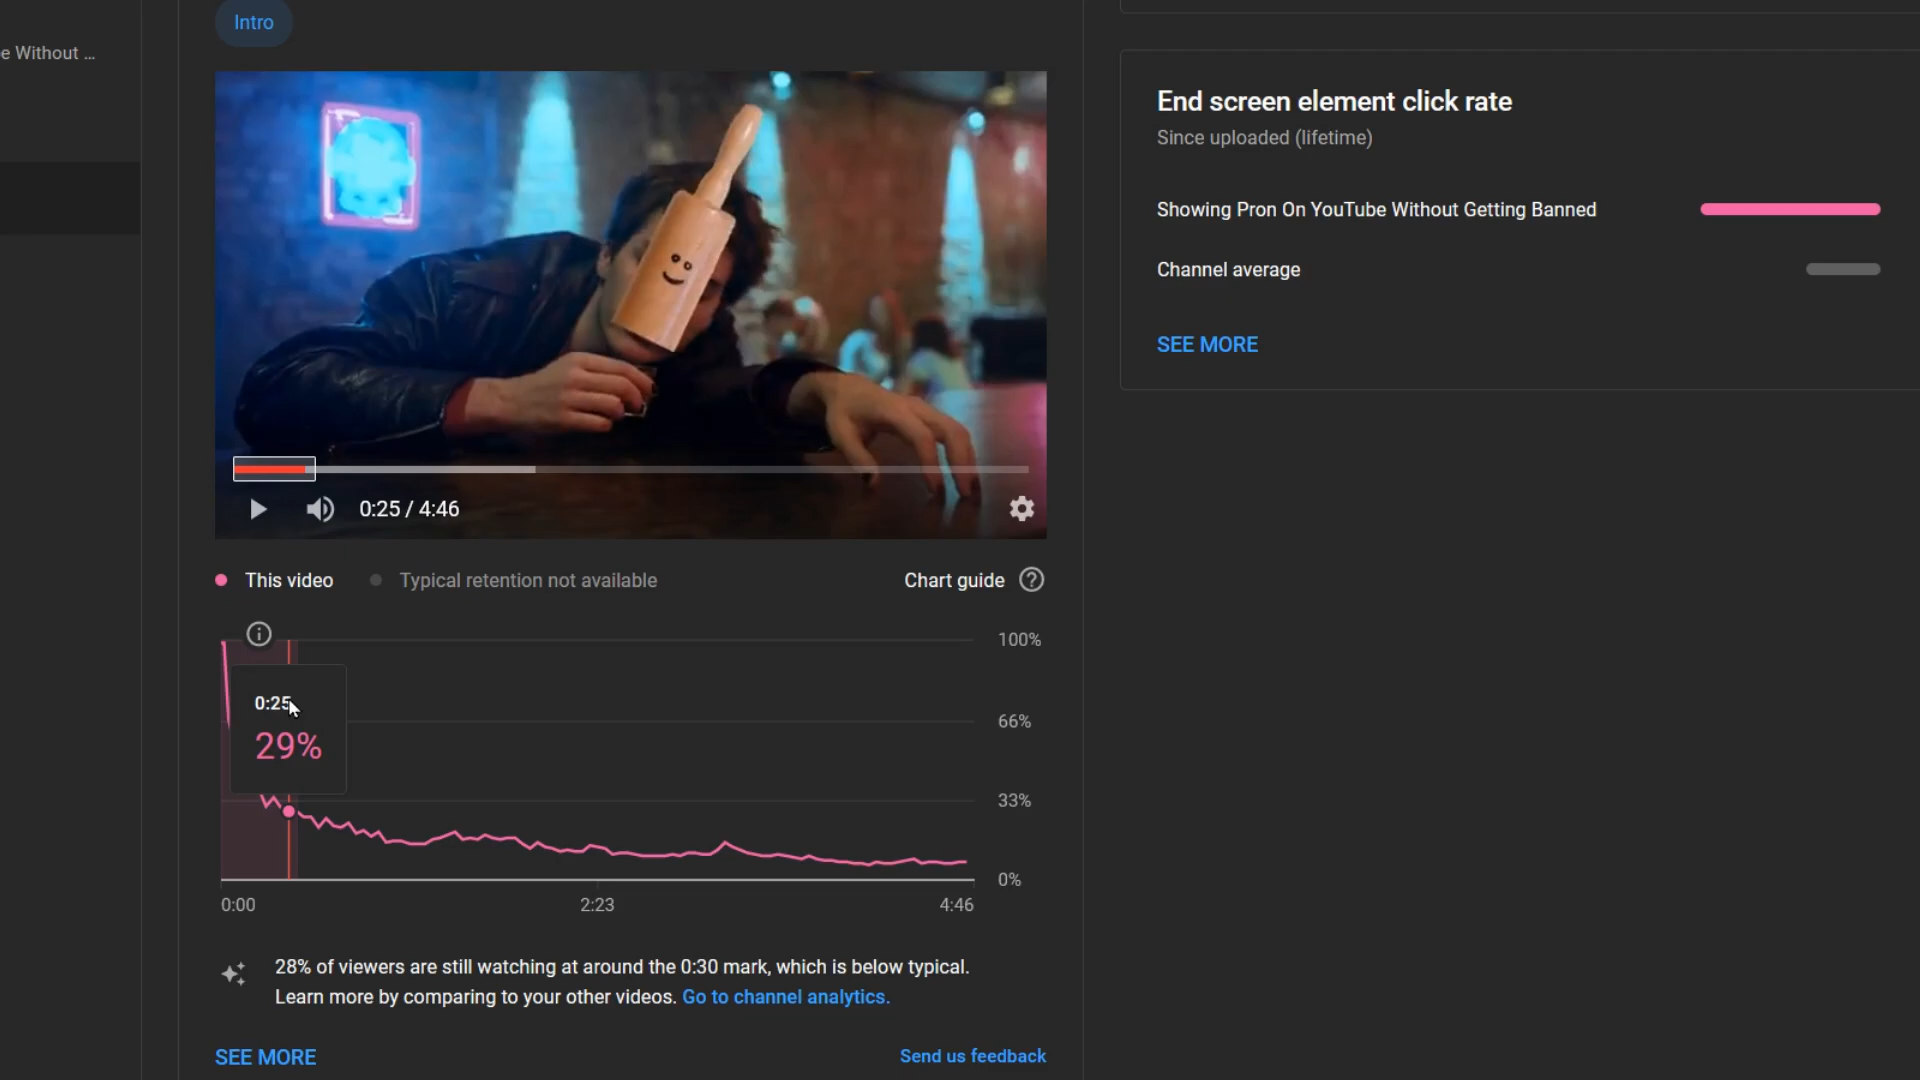 Intro
e Without ...
End screen element click rate
Since uploaded (lifetime)
Showing Pron On YouTube Without Getting Banned
Channel average
SEE MORE
0:25 / 4:46
This video
Typical retention not available
Chart guide
100%
66%
33%
0%
0:25
29%
0:00
2:23
4:46
28% of viewers are still watching at around the 0:30 mark, which is below typical.
Learn more by comparing to your other videos. Go to channel analytics.
SEE MORE
Send us feedback